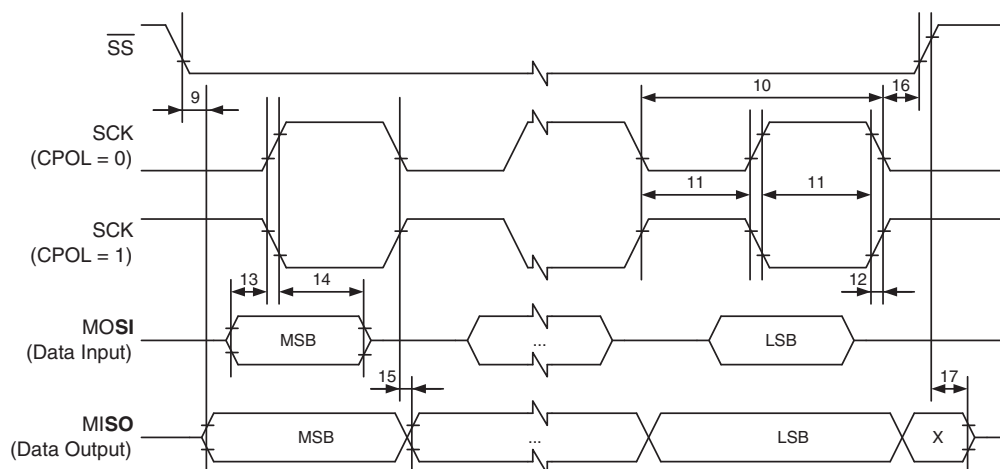 SS
9
10
16
SCK
(CPOL = 0)
11
11
SCK
(CPOL = 1)
13
14
12
MOSI
(Data Input)
MSB
...
LSB
15
17
MISO
(Data Output)
MSB
...
LSB
X